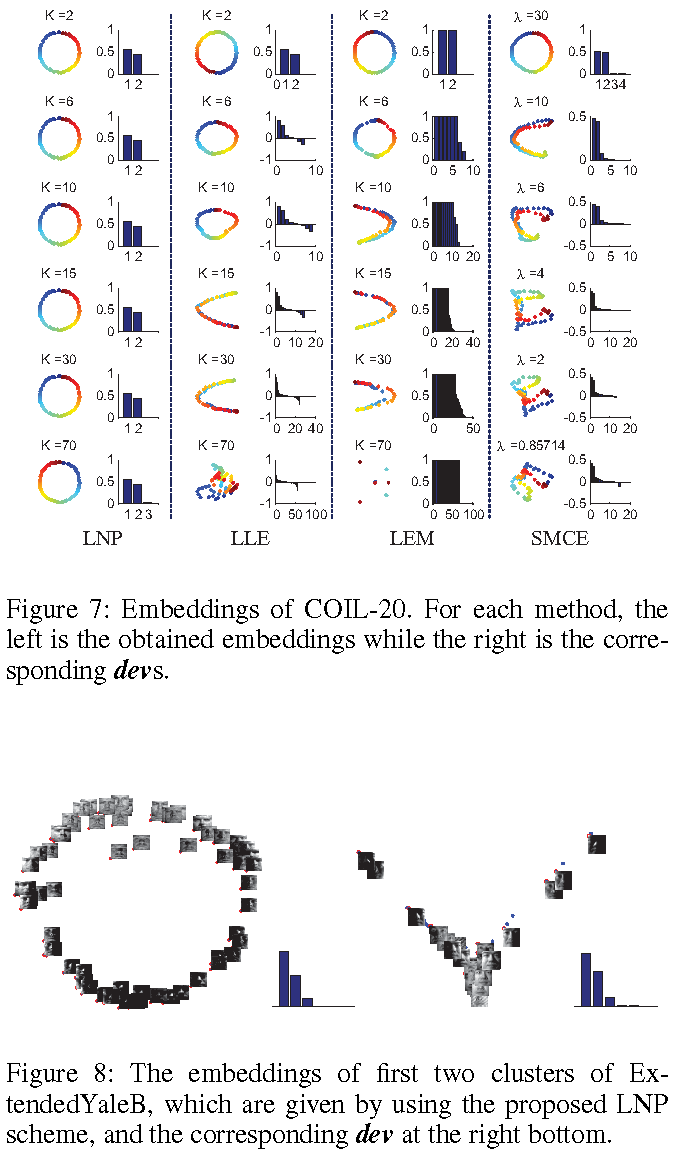 K =2 K =2 K =2 λ =30
1 1 1 1
0.5 0.5 0.5 0.5
0 0 0 0
1 2 0 1 2 1 2 1 2 3 4
K =6 K =6 K =6 λ =10
1 1 1 0.5
0.5 0 0.5
0 -1 0 0
1 2 0 10 0 5 10 0 5 10
K =10 K =10 K =10 λ =6
1 1 1 0.5
0.5 0 0.5 0
0 -1 0 -0.5
1 2 0 10 0 10 20 0 5 10
K =15 K =15 K =15 λ =4
1 1 1 0.5
0.5 0 0.5 0
0 -1 0 -0.5
1 2 0 10 20 0 20 40 0 10 20
K =30 K =30 K =30 λ =2
1 1 1 0.5
0.5 0 0.5 0
0 -1 0 -0.5
1 2 0 20 40 0 50 0 10 20
K =70 K =70 K =70 λ =0.85714
1 1 1 0.5
0.5 0 0.5 0
0 -1 0 -0.5
1 2 3 0 50 100 0 50 100 0 10 20
LNP LLE LEM SMCE
Figure 7: Embeddings of COIL-20. For each method, the
left is the obtained embeddings while the right is the corre-
sponding devs.
Figure 8: The embeddings of first two clusters of Ex-
tendedYaleB, which are given by using the proposed LNP
scheme, and the corresponding dev at the right bottom.